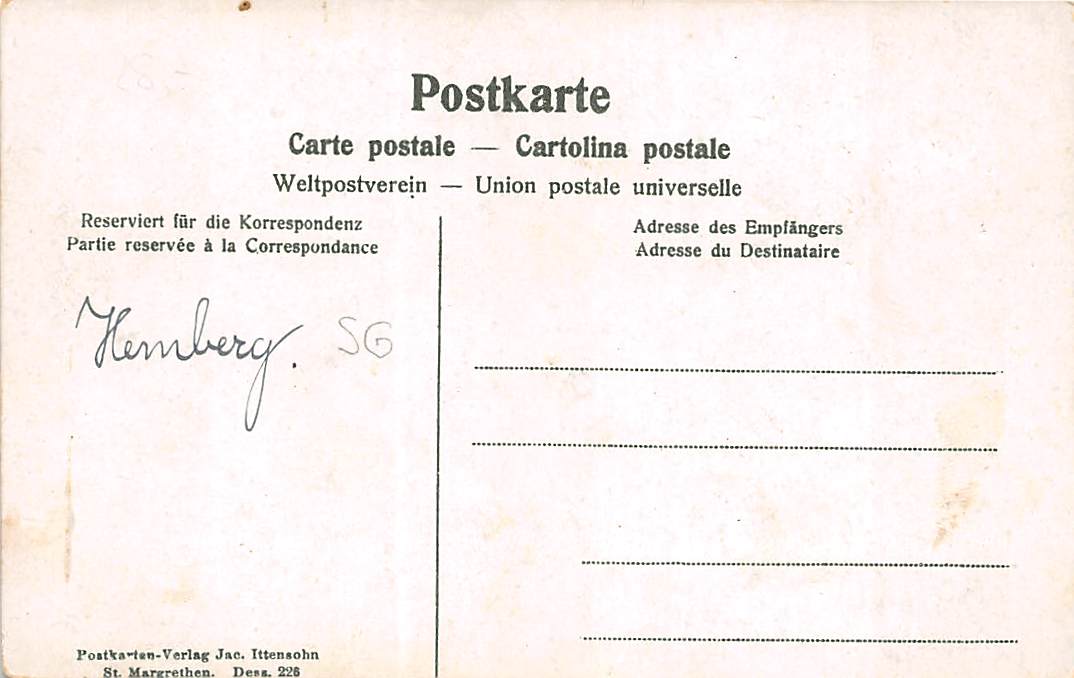 Postkarte
Carte postale — Cartolina postale
Weltpostverein — Union postale universelle
Reserviert für die Korrespondenz
Partie reservée à la Correspondance
Adresse des Empfängers
Adresse du Destinataire
Hemberg. SG
Postkarten-Verlag Jac. Ittensohn
St. Margrethen. Dess. 226